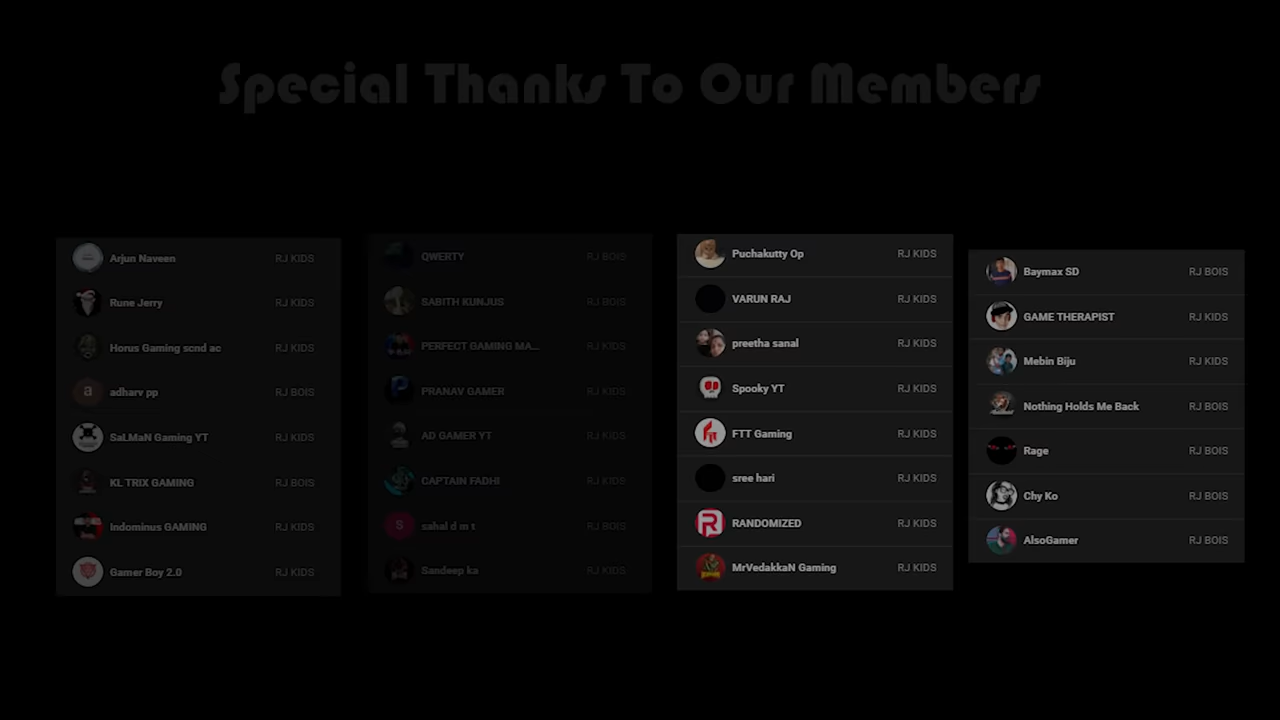 Special Thanks To Our Members
Arjun Naveen RJ KIDS
Rune Jerry RJ KIDS
Horus Gaming scnd ac RJ KIDS
a adharv pp RJ BOIS
SaLMaN Gaming YT RJ KIDS
KL TRIX GAMING RJ BOIS
Indominus GAMING RJ KIDS
Gamer Boy 2.0 RJ KIDS
QWERTY RJ BOIS
SABITH KUNJUS RJ BOIS
PERFECT GAMING MA... RJ KIDS
P PRANAV GAMER RJ KIDS
AD GAMER YT RJ KIDS
CAPTAIN FADHI RJ KIDS
S sahal d m t RJ BOIS
Sandeep ka RJ KIDS
Puchakutty Op RJ KIDS
VARUN RAJ RJ KIDS
preetha sanal RJ KIDS
Spooky YT RJ KIDS
FTT Gaming RJ KIDS
sree hari RJ KIDS
R RANDOMIZED RJ KIDS
MrVedakkaN Gaming RJ KIDS
Baymax SD RJ BOIS
GAME THERAPIST RJ KIDS
Mebin Biju RJ KIDS
Nothing Holds Me Back RJ BOIS
Rage RJ BOIS
Chy Ko RJ BOIS
AlsoGamer RJ BOIS